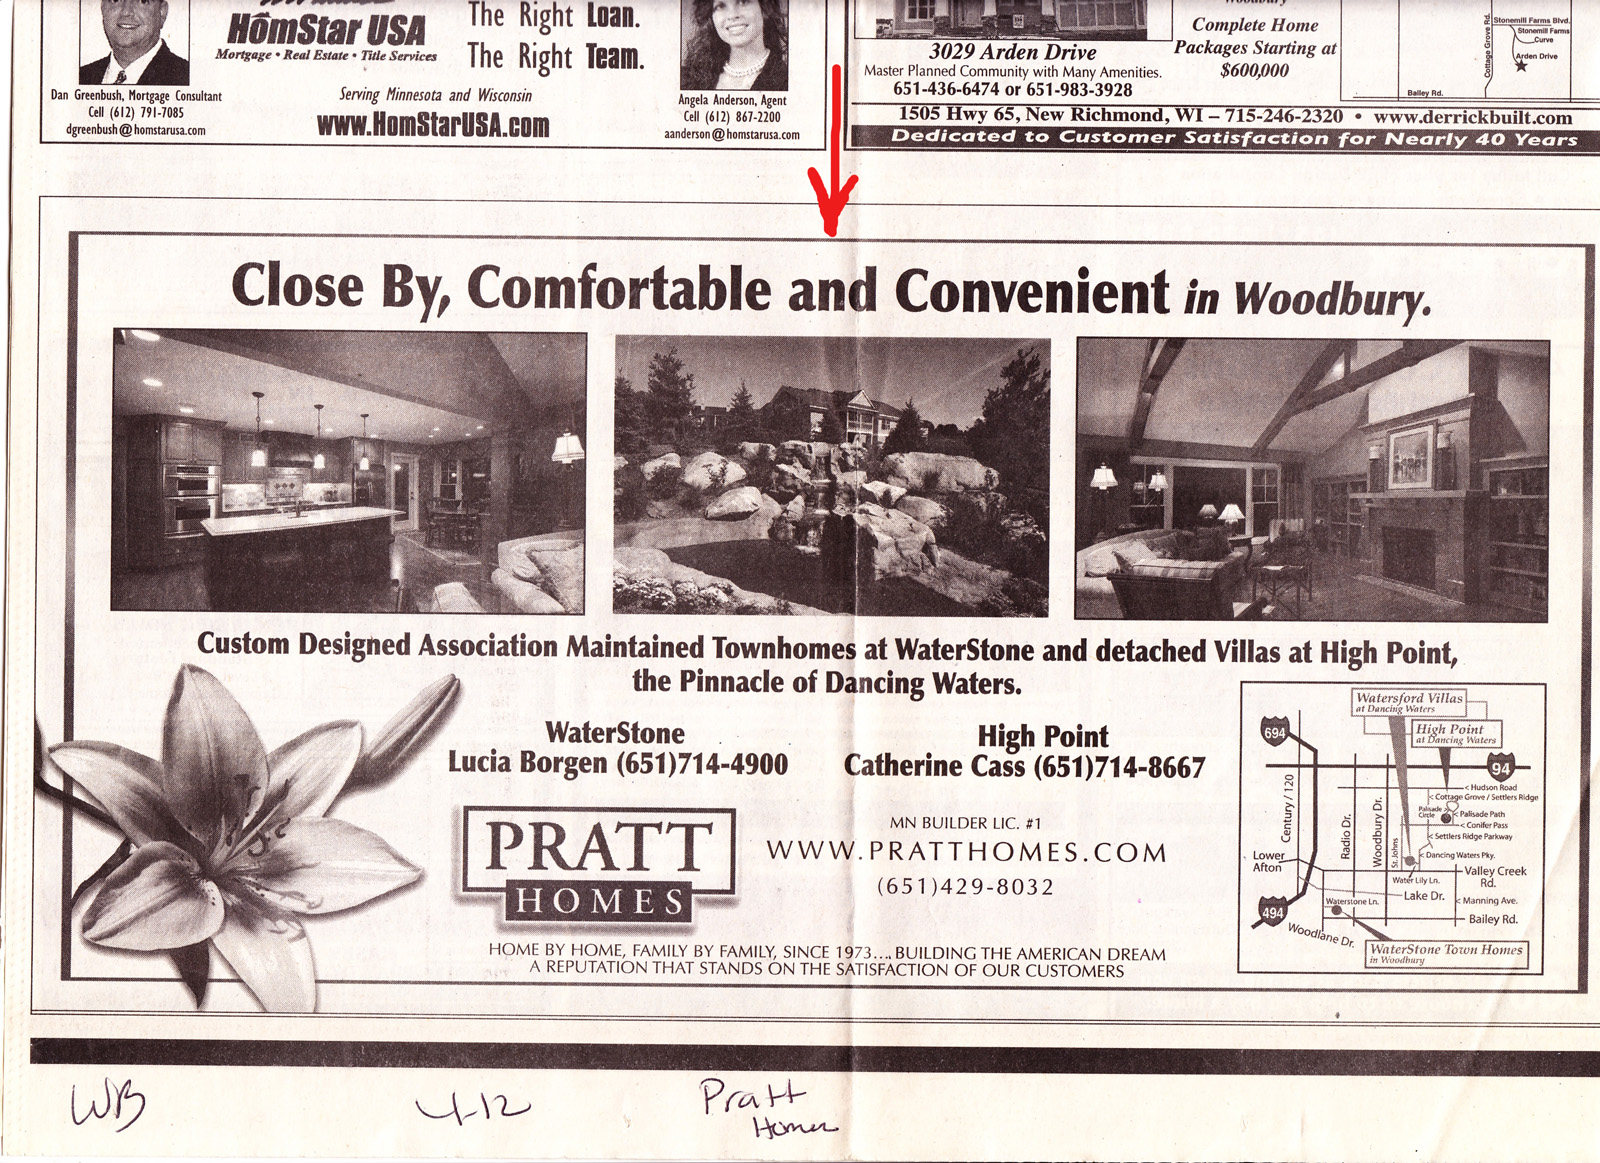 HomStar USA
Mortgage • Real Estate • Title Services
The Right Loan.
The Right Team.
Dan Greenbush, Mortgage Consultant
Cell (612) 791-7085
dgreenbush@homstarusa.com
Serving Minnesota and Wisconsin
www.HomStarUSA.com
Angela Anderson, Agent
Cell (612) 867-2200
aanderson@homstarusa.com
3029 Arden Drive
Master Planned Community with Many Amenities.
651-436-6474 or 651-983-3928
Woodbury
Complete Home
Packages Starting at
$600,000
Cottage Grove Rd.
Stonemill Farms Blvd.
Stonemill Farms
Curve
Arden Drive
Bailey Rd.
1505 Hwy 65, New Richmond, WI – 715-246-2320 • www.derrickbuilt.com
Dedicated to Customer Satisfaction for Nearly 40 Years
Close By, Comfortable and Convenient in Woodbury.
Custom Designed Association Maintained Townhomes at WaterStone and detached Villas at High Point,
the Pinnacle of Dancing Waters.
WaterStone
Lucia Borgen (651)714-4900
High Point
Catherine Cass (651)714-8667
PRATT
HOMES
MN BUILDER LIC. #1
WWW.PRATTHOMES.COM
(651)429-8032
HOME BY HOME, FAMILY BY FAMILY, SINCE 1973.... BUILDING THE AMERICAN DREAM
A REPUTATION THAT STANDS ON THE SATISFACTION OF OUR CUSTOMERS
Watersford Villas
at Dancing Waters
High Point
at Dancing Waters
694
94
< Hudson Road
< Cottage Grove / Settlers Ridge
Palisade
Circle
< Palisade Path
< Conifer Pass
< Settlers Ridge Parkway
Century / 120
Radio Dr.
Woodbury Dr.
St. Johns
< Dancing Waters Pky.
Lower
Afton
Water Lily Ln.
Valley Creek
Rd.
Lake Dr.
Waterstone Ln.
< Manning Ave.
494
Bailey Rd.
Woodlane Dr.
WaterStone Town Homes
in Woodbury
WB
4-12
Pratt
Homes